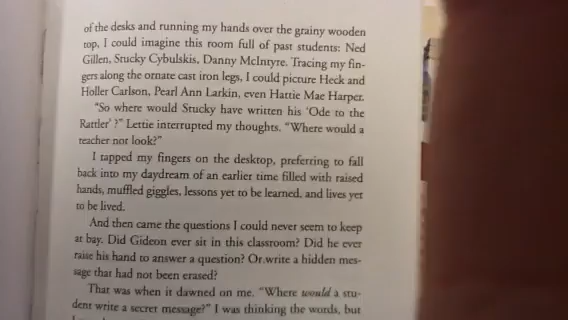 of the desks and running my hands over the grainy wooden
top, I could imagine this room full of past students: Ned
Gillen, Stucky Cybulskis, Danny McIntyre. Tracing my fin-
gers along the ornate cast iron legs, I could picture Heck and
Holler Carlson, Pearl Ann Larkin, even Hattie Mae Harper.
“So where would Stucky have written his ‘Ode to the
Rattler’?” Lettie interrupted my thoughts. “Where would a
teacher not look?”
I tapped my fingers on the desktop, preferring to fall
back into my daydream of an earlier time filled with raised
hands, muffled giggles, lessons yet to be learned, and lives yet
to be lived.
And then came the questions I could never seem to keep
at bay. Did Gideon ever sit in this classroom? Did he ever
raise his hand to answer a question? Or write a hidden mes-
sage that had not been erased?
That was when it dawned on me. “Where would a stu-
dent write a secret message?” I was thinking the words, but